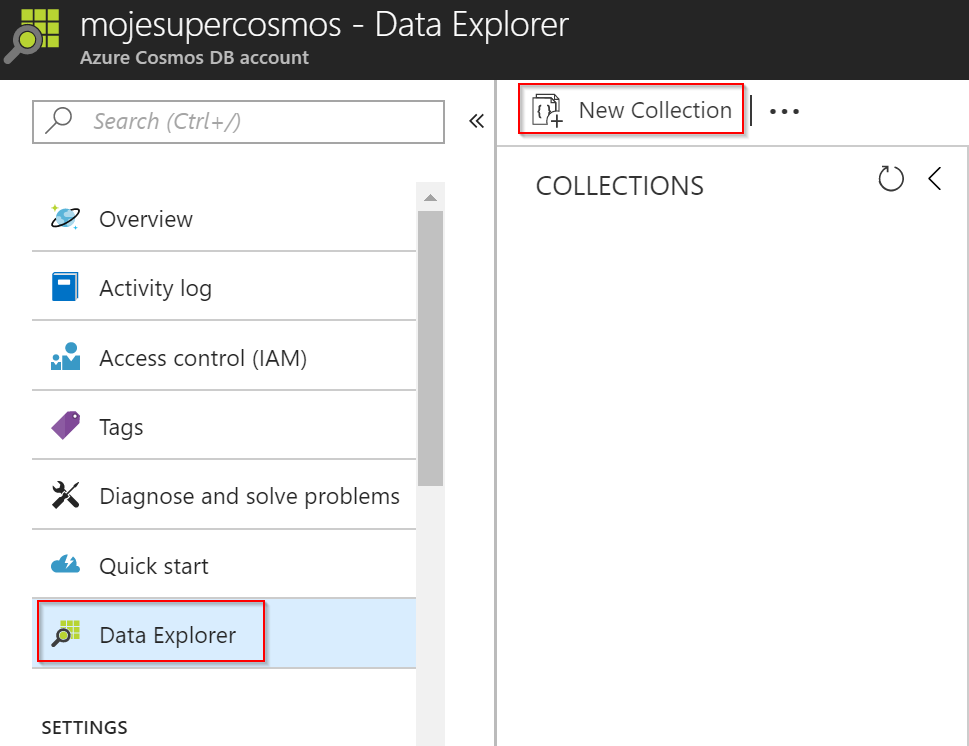 mojesupercosmos - Data Explorer
Azure Cosmos DB account
Search (Ctrl+/)
Overview
Activity log
Access control (IAM)
Tags
Diagnose and solve problems
Quick start
Data Explorer
SETTINGS
New Collection
COLLECTIONS